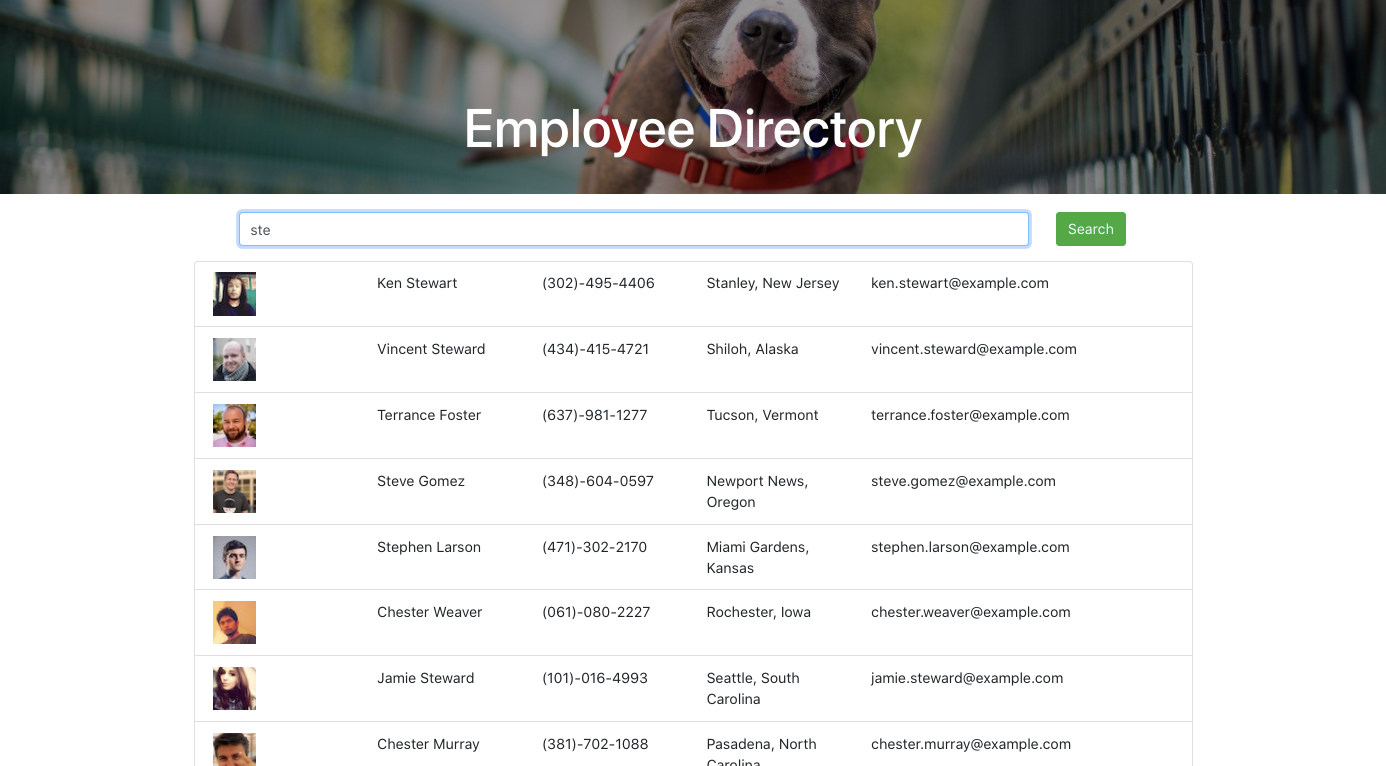 Employee Directory
ste
Search
Ken Stewart (302)-495-4406 Stanley, New Jersey ken.stewart@example.com
Vincent Steward (434)-415-4721 Shiloh, Alaska vincent.steward@example.com
Terrance Foster (637)-981-1277 Tucson, Vermont terrance.foster@example.com
Steve Gomez (348)-604-0597 Newport News, steve.gomez@example.com
Oregon
Stephen Larson (471)-302-2170 Miami Gardens, stephen.larson@example.com
Kansas
Chester Weaver (061)-080-2227 Rochester, Iowa chester.weaver@example.com
Jamie Steward (101)-016-4993 Seattle, South jamie.steward@example.com
Carolina
Chester Murray (381)-702-1088 Pasadena, North chester.murray@example.com
Carolina